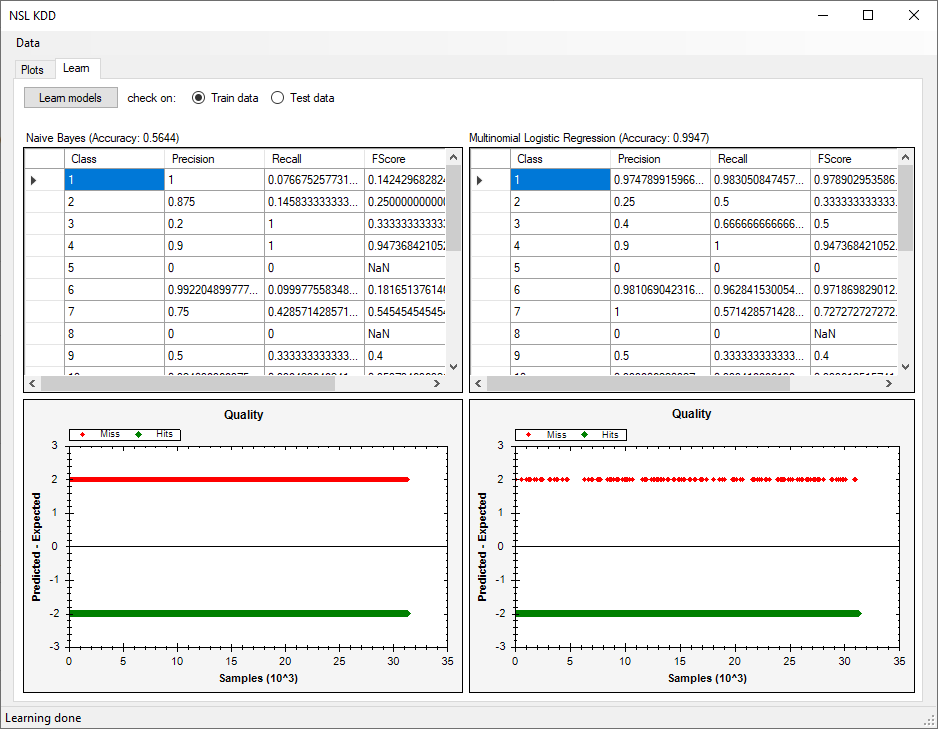 NSL KDD
Data
Plots Learn
Learn models check on: Train data Test data
Naive Bayes (Accuracy: 0.5644)
Class Precision Recall FScore
1 1 0.076675257731... 0.14242968282
2 0.875 0.145833333333... 0.25000000000
3 0.2 1 0.33333333333
4 0.9 1 0.94736842105
5 0 0 NaN
6 0.992204899777... 0.099977558348... 0.18165137614
7 0.75 0.428571428571... 0.54545454545
8 0 0 NaN
9 0.5 0.333333333333... 0.4
Multinomial Logistic Regression (Accuracy: 0.9947)
Class Precision Recall FScore
1 0.974789915966... 0.983050847457... 0.978902953586.
2 0.25 0.5 0.333333333333.
3 0.4 0.666666666666... 0.5
4 0.9 1 0.947368421052.
5 0 0 0
6 0.981069042316... 0.962841530054... 0.971869829012.
7 1 0.571428571428... 0.727272727272.
8 0 0 NaN
9 0.5 0.333333333333... 0.4
Quality
Miss Hits
3
2
1
0
-1
-2
-3
Predicted - Expected
0 5 10 15 20 25 30 35
Samples (10^3)
Quality
Miss Hits
3
2
1
0
-1
-2
-3
Predicted - Expected
0 5 10 15 20 25 30 35
Samples (10^3)
Learning done